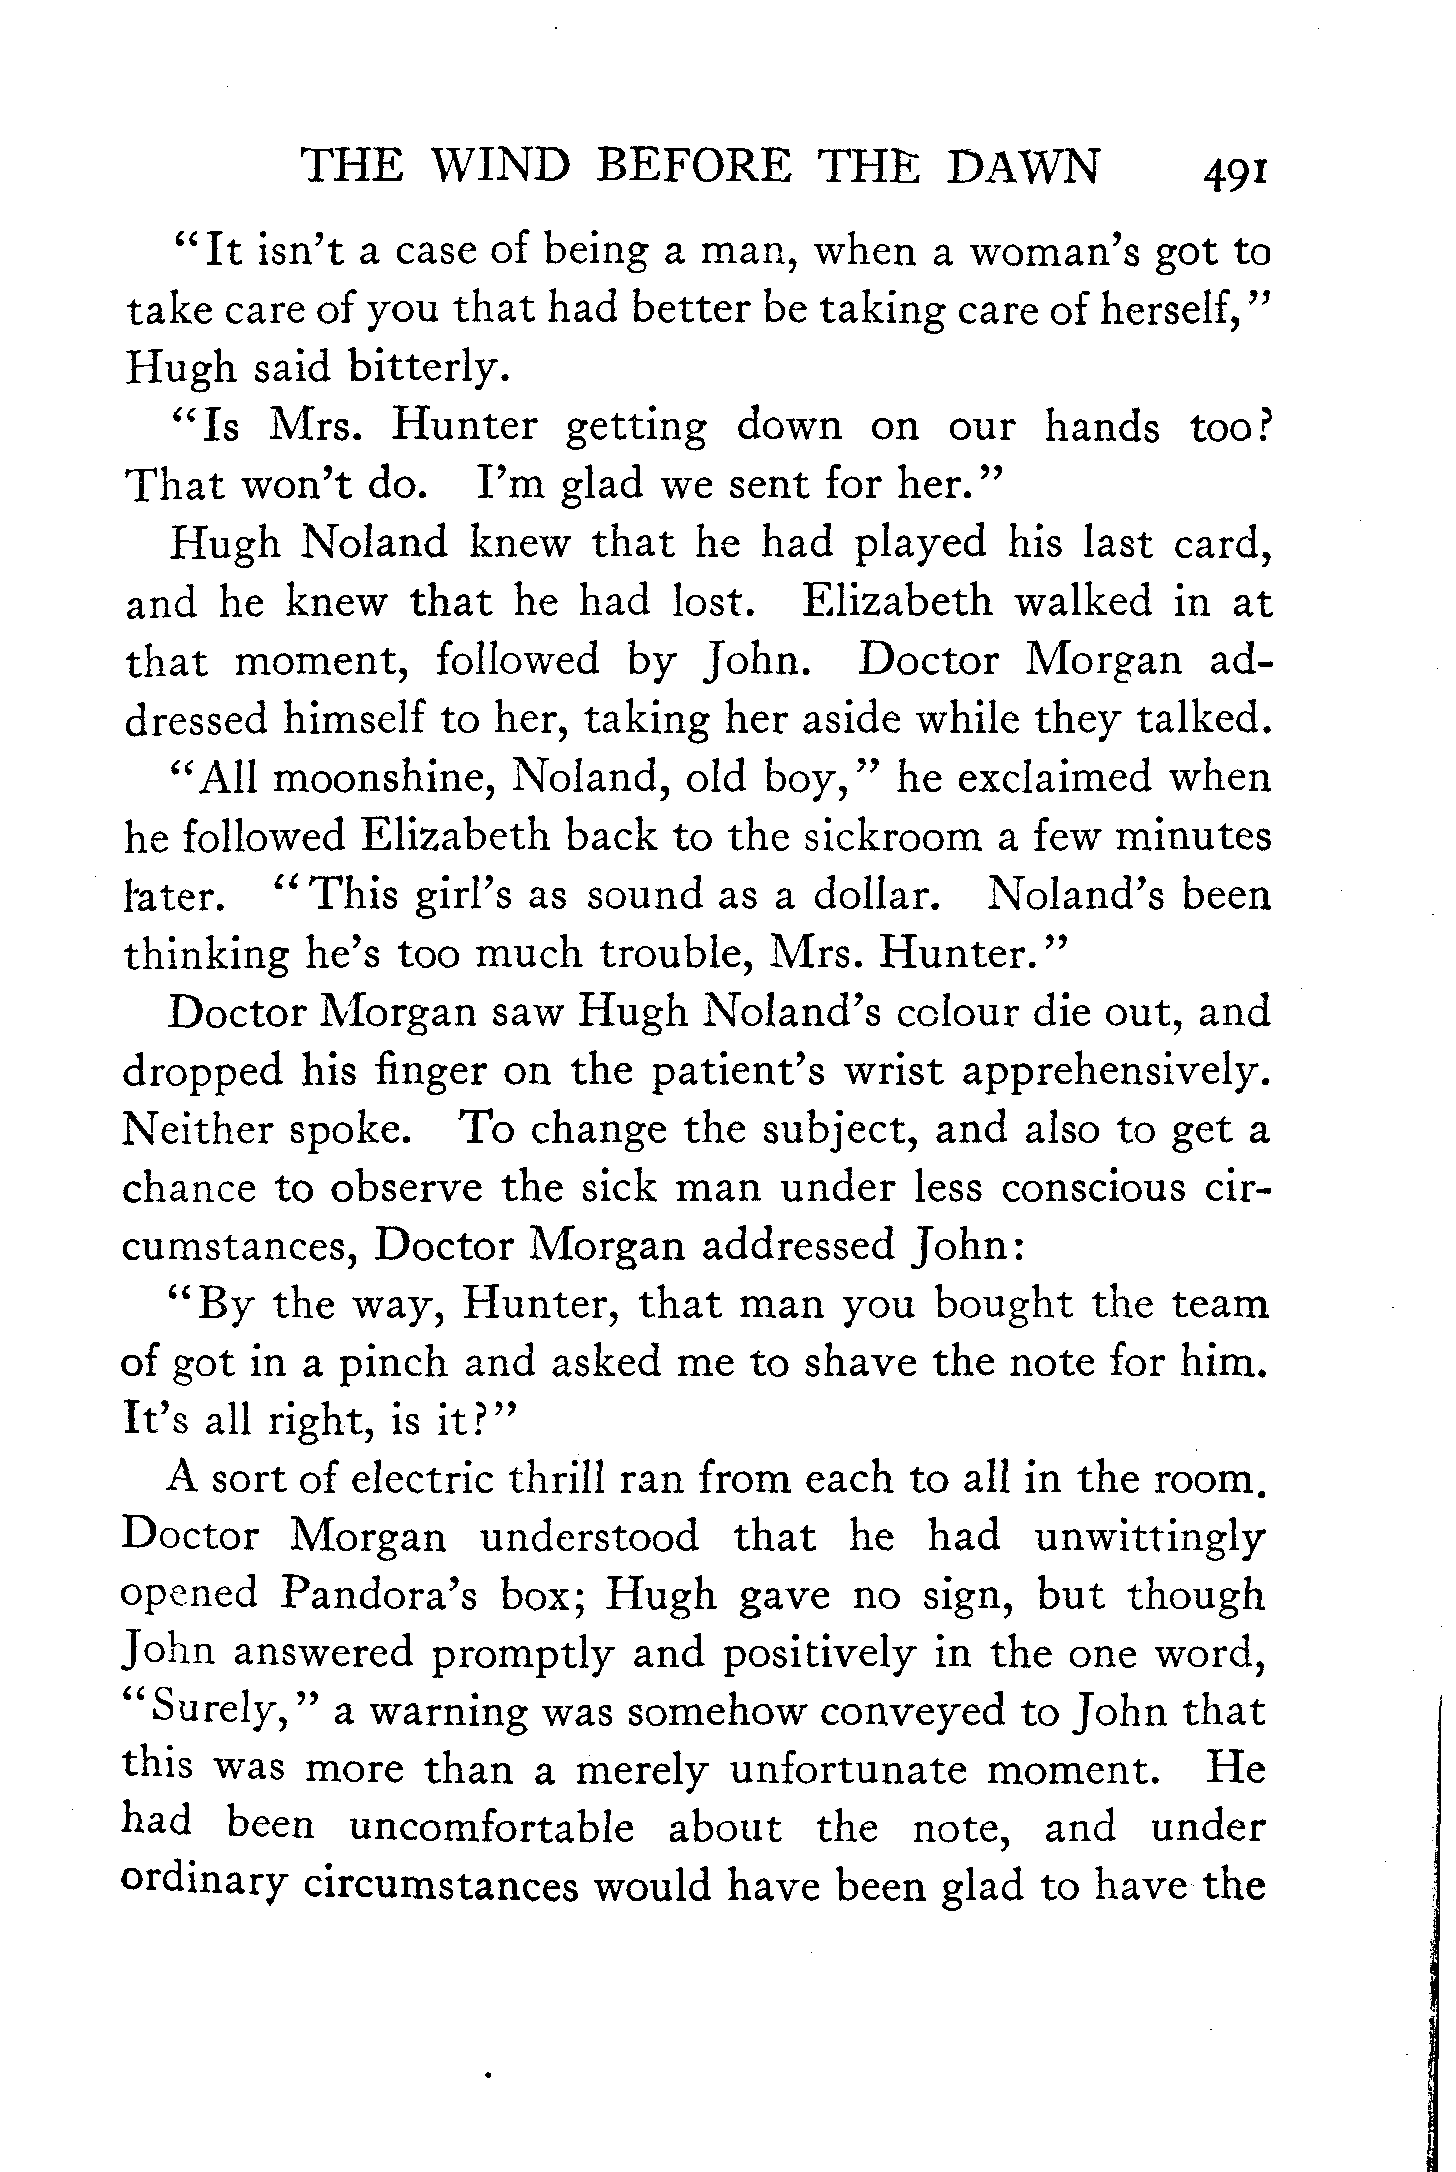 THE WIND BEFORE THE DAWN 491
"It isn't a case of being a man, when a woman's got to
take care of you that had better be taking care of herself,"
Hugh said bitterly.
"Is Mrs. Hunter getting down on our hands too?
That won't do. I'm glad we sent for her."
Hugh Noland knew that he had played his last card,
and he knew that he had lost. Elizabeth walked in at
that moment, followed by John. Doctor Morgan ad-
dressed himself to her, taking her aside while they talked.
"All moonshine, Noland, old boy," he exclaimed when
he followed Elizabeth back to the sickroom a few minutes
later. "This girl's as sound as a dollar. Noland's been
thinking he's too much trouble, Mrs. Hunter."
Doctor Morgan saw Hugh Noland's colour die out, and
dropped his finger on the patient's wrist apprehensively.
Neither spoke. To change the subject, and also to get a
chance to observe the sick man under less conscious cir-
cumstances, Doctor Morgan addressed John:
"By the way, Hunter, that man you bought the team
of got in a pinch and asked me to shave the note for him.
It's all right, is it?"
A sort of electric thrill ran from each to all in the room.
Doctor Morgan understood that he had unwittingly
opened Pandora's box; Hugh gave no sign, but though
John answered promptly and positively in the one word,
"Surely," a warning was somehow conveyed to John that
this was more than a merely unfortunate moment. He
had been uncomfortable about the note, and under
ordinary circumstances would have been glad to have the